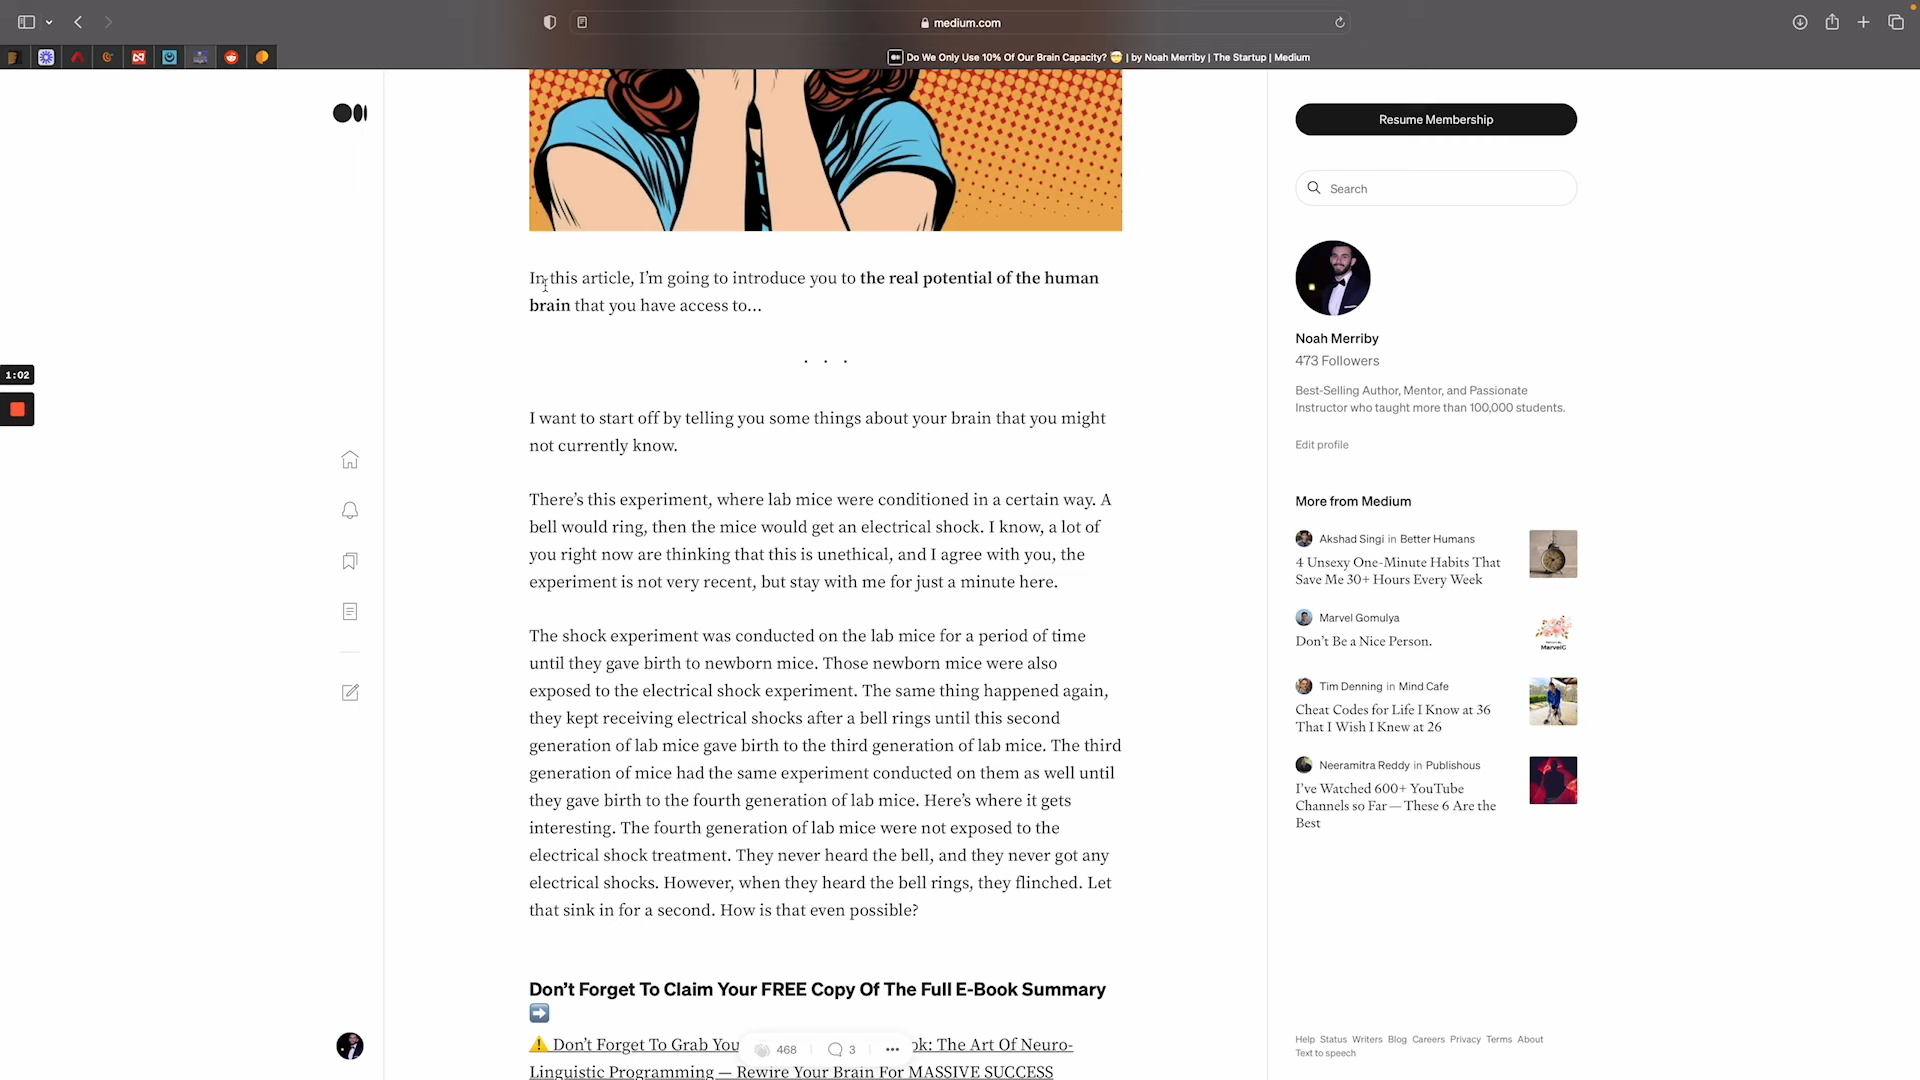 medium.com
Do We Only Use 10% Of Our Brain Capacity? 🤯 | by Noah Merriby | The Startup | Medium
In this article, I'm going to introduce you to the real potential of the human
brain that you have access to…
. . .
I want to start off by telling you some things about your brain that you might
not currently know.
There's this experiment, where lab mice were conditioned in a certain way. A
bell would ring, then the mice would get an electrical shock. I know, a lot of
you right now are thinking that this is unethical, and I agree with you, the
experiment is not very recent, but stay with me for just a minute here.
The shock experiment was conducted on the lab mice for a period of time
until they gave birth to newborn mice. Those newborn mice were also
exposed to the electrical shock experiment. The same thing happened again,
they kept receiving electrical shocks after a bell rings until this second
generation of lab mice gave birth to the third generation of lab mice. The third
generation of mice had the same experiment conducted on them as well until
they gave birth to the fourth generation of lab mice. Here's where it gets
interesting. The fourth generation of lab mice were not exposed to the
electrical shock treatment. They never heard the bell, and they never got any
electrical shocks. However, when they heard the bell rings, they flinched. Let
that sink in for a second. How is that even possible?
Don't Forget To Claim Your FREE Copy Of The Full E-Book Summary
➡️
⚠️ Don't Forget To Grab You ok: The Art Of Neuro-
Linguistic Programming — Rewire Your Brain For MASSIVE SUCCESS
468 3
1:02
Resume Membership
Search
Noah Merriby
473 Followers
Best-Selling Author, Mentor, and Passionate
Instructor who taught more than 100,000 students.
Edit profile
More from Medium
Akshad Singi in Better Humans
4 Unsexy One-Minute Habits That
Save Me 30+ Hours Every Week
Marvel Gomulya
Don't Be a Nice Person.
MarvelG
Tim Denning in Mind Cafe
Cheat Codes for Life I Know at 36
That I Wish I Knew at 26
Neeramitra Reddy in Publishous
I've Watched 600+ YouTube
Channels so Far — These 6 Are the
Best
Help Status Writers Blog Careers Privacy Terms About
Text to speech